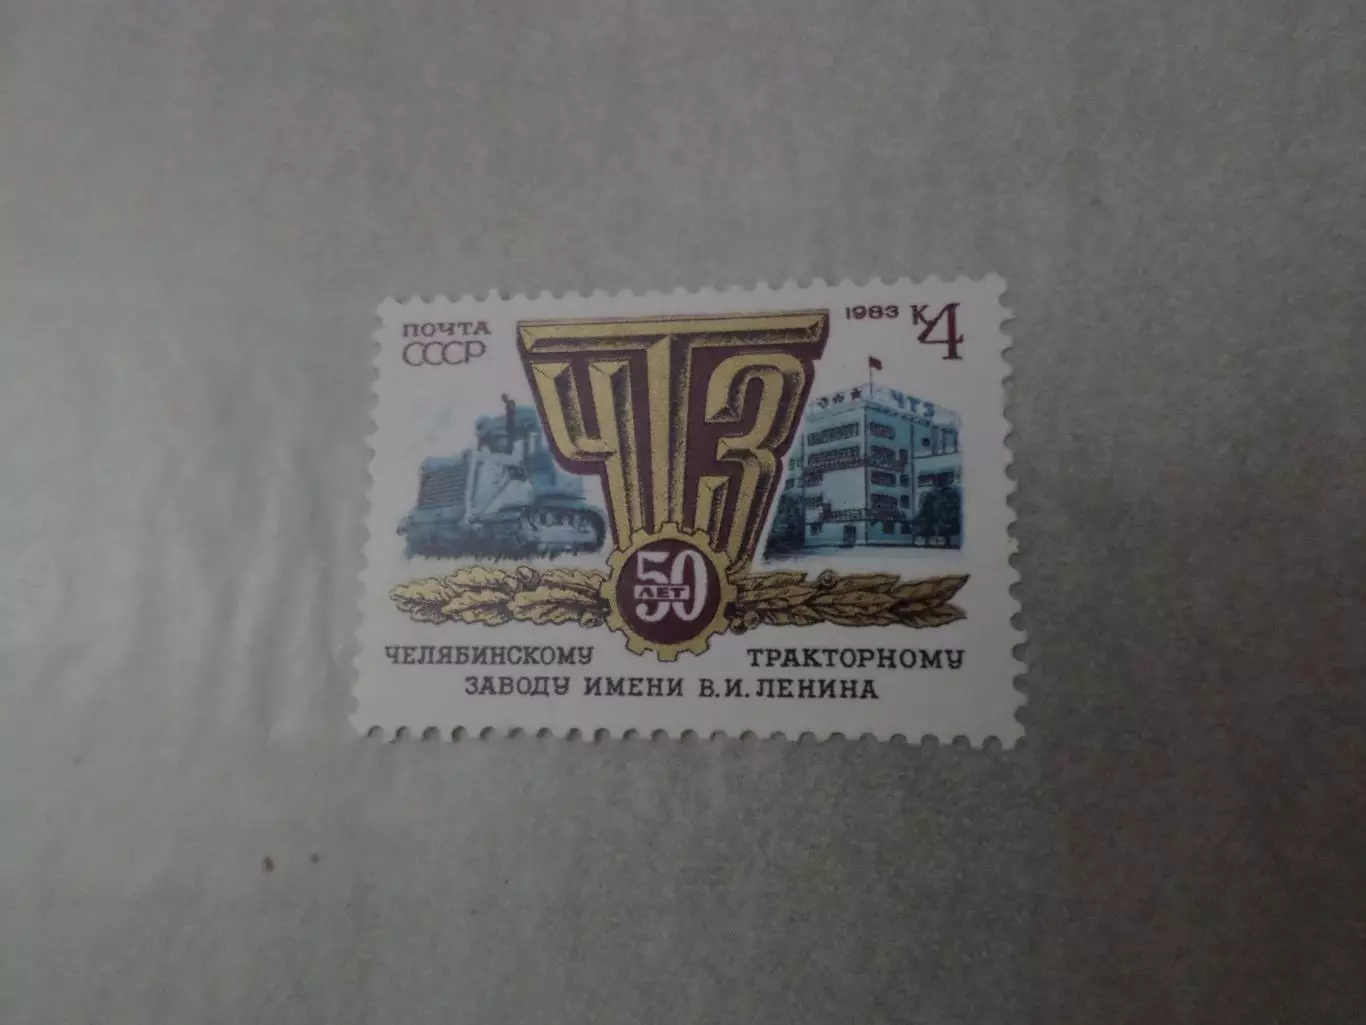 ПОЧТА
СССР
1983 К4
ЧТЗ
ЧТЗ
50
ЛЕТ
ЧЕЛЯБИНСКОМУ ТРАКТОРНОМУ
ЗАВОДУ ИМЕНИ В.И. ЛЕНИНА